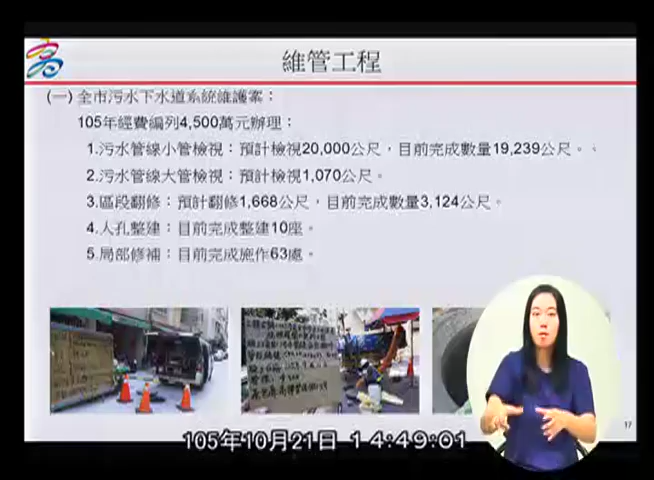 維管工程
(一) 全市污水下水道系統維護案：
105年經費編列4,500萬元辦理：
1.污水管線小管檢視：預計檢視20,000公尺，目前完成數量19,239公尺。、
2.污水管線大管檢視：預計檢視1,070公尺。
3.區段翻修：預計翻修1,668公尺，目前完成數量3,124公尺。
4.人孔整建：目前完成整建10座。
5.局部修補：目前完成施作63處。
17
105年10月21日 14:49:01